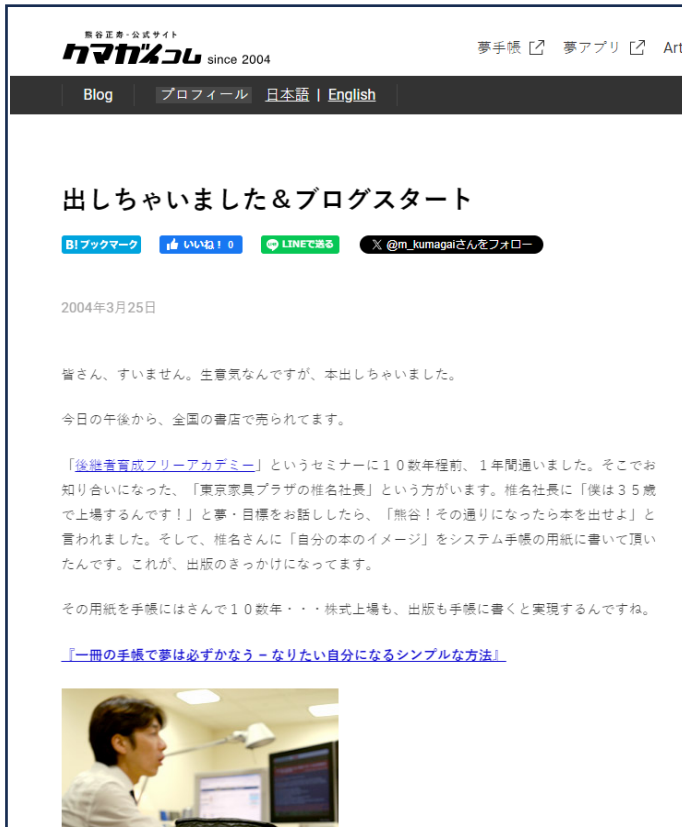 熊谷正寿-公式サイト
クマガイコム since 2004
夢手帳 夢アプリ Art
Blog プロフィール 日本語 | English
出しちゃいました＆ブログスタート
B!ブックマーク いいね！ 0 LINEで送る X @m_kumagaiさんをフォロー
2004年3月25日
皆さん、すいません。生意気なんですが、本出しちゃいました。
今日の午後から、全国の書店で売られてます。
「後継者育成フリーアカデミー」というセミナーに１０数年程前、１年間通いました。そこでお
知り合いになった、「東京家具プラザの椎名社長」という方がいます。椎名社長に「僕は３５歳
で上場するんです！」と夢・目標をお話ししたら、「熊谷！その通りになったら本を出せよ」と
言われました。そして、椎名さんに「自分の本のイメージ」をシステム手帳の用紙に書いて頂い
たんです。これが、出版のきっかけになってます。
その用紙を手帳にはさんで１０数年・・・株式上場も、出版も手帳に書くと実現するんですね。
『一冊の手帳で夢は必ずかなう – なりたい自分になるシンプルな方法』